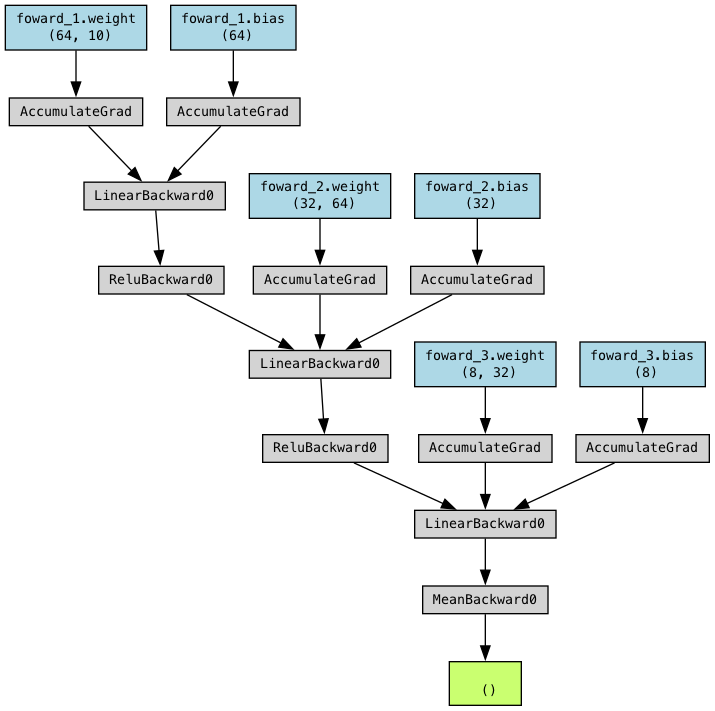 foward_1.weight
(64, 10)
foward_1.bias
(64)
AccumulateGrad
AccumulateGrad
LinearBackward0
foward_2.weight
(32, 64)
foward_2.bias
(32)
ReluBackward0
AccumulateGrad
AccumulateGrad
LinearBackward0
foward_3.weight
(8, 32)
foward_3.bias
(8)
ReluBackward0
AccumulateGrad
AccumulateGrad
LinearBackward0
MeanBackward0
()